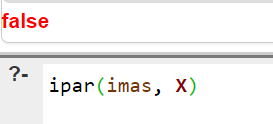 false
?- ipar(imas, X)